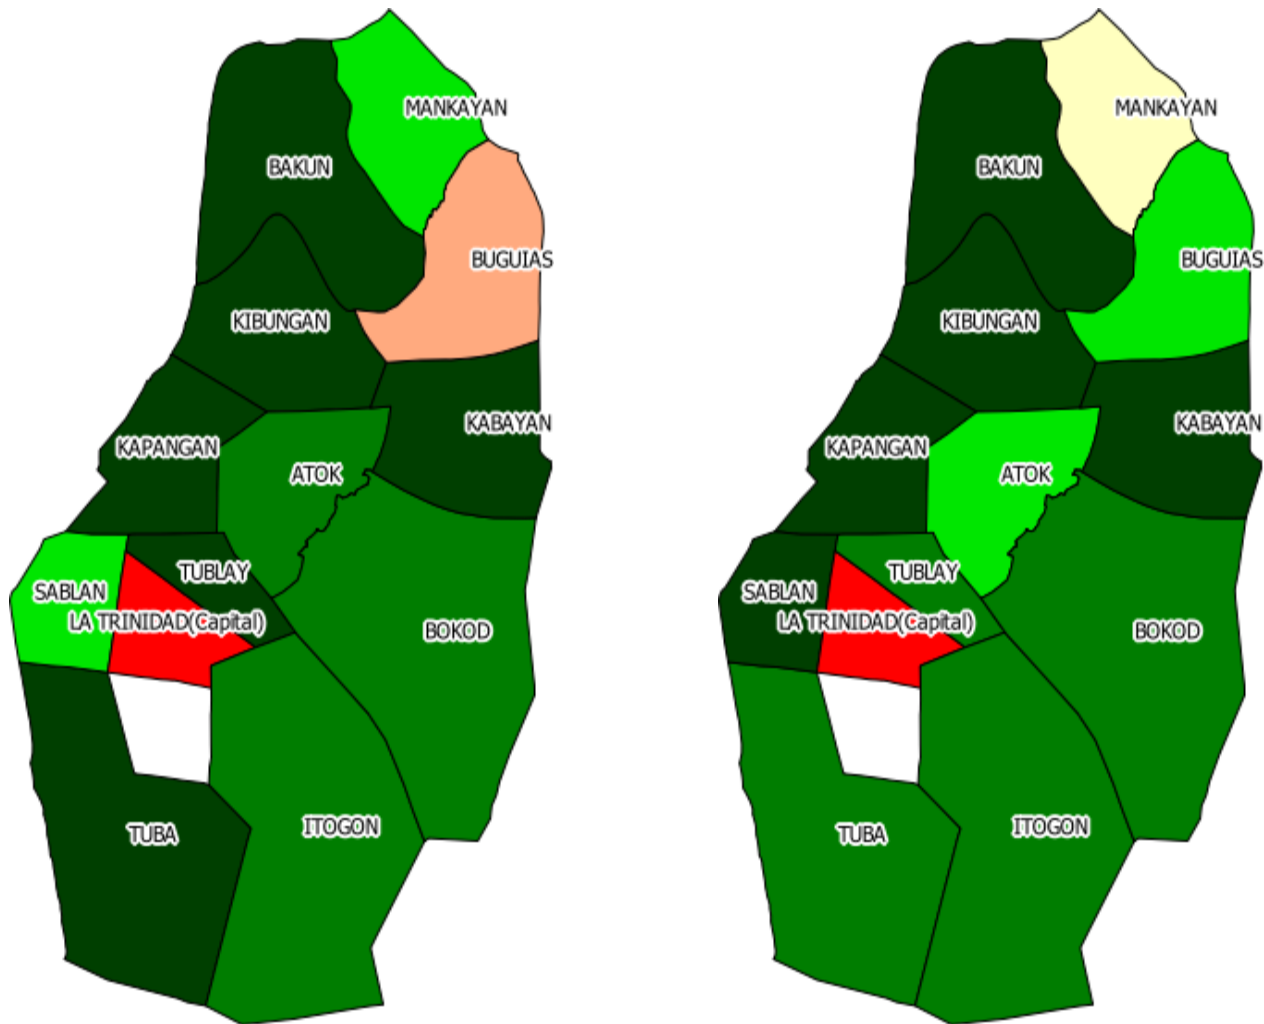 MANKAYAN
BAKUN
BUGUIAS
KIBUNGAN
KABAYAN
KAPANGAN
ATOK
TUBLAY
SABLAN
LA TRINIDAD(Capital)
BOKOD
ITOGON
TUBA
MANKAYAN
BAKUN
BUGUIAS
KIBUNGAN
KABAYAN
KAPANGAN
ATOK
TUBLAY
SABLAN
LA TRINIDAD(Capital)
BOKOD
ITOGON
TUBA